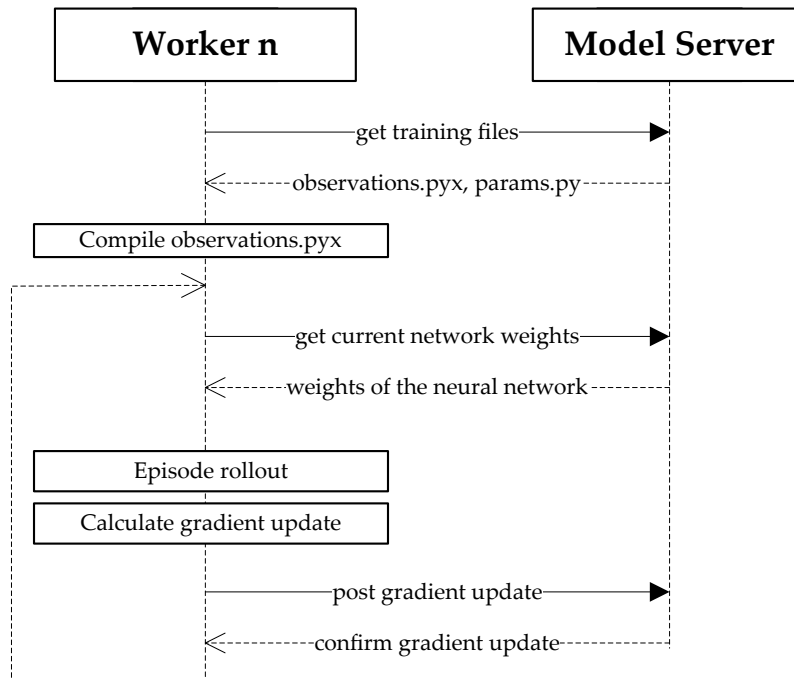 Worker n
Model Server
get training files
observations.pyx, params.py
Compile observations.pyx
get current network weights
weights of the neural network
Episode rollout
Calculate gradient update
post gradient update
confirm gradient update